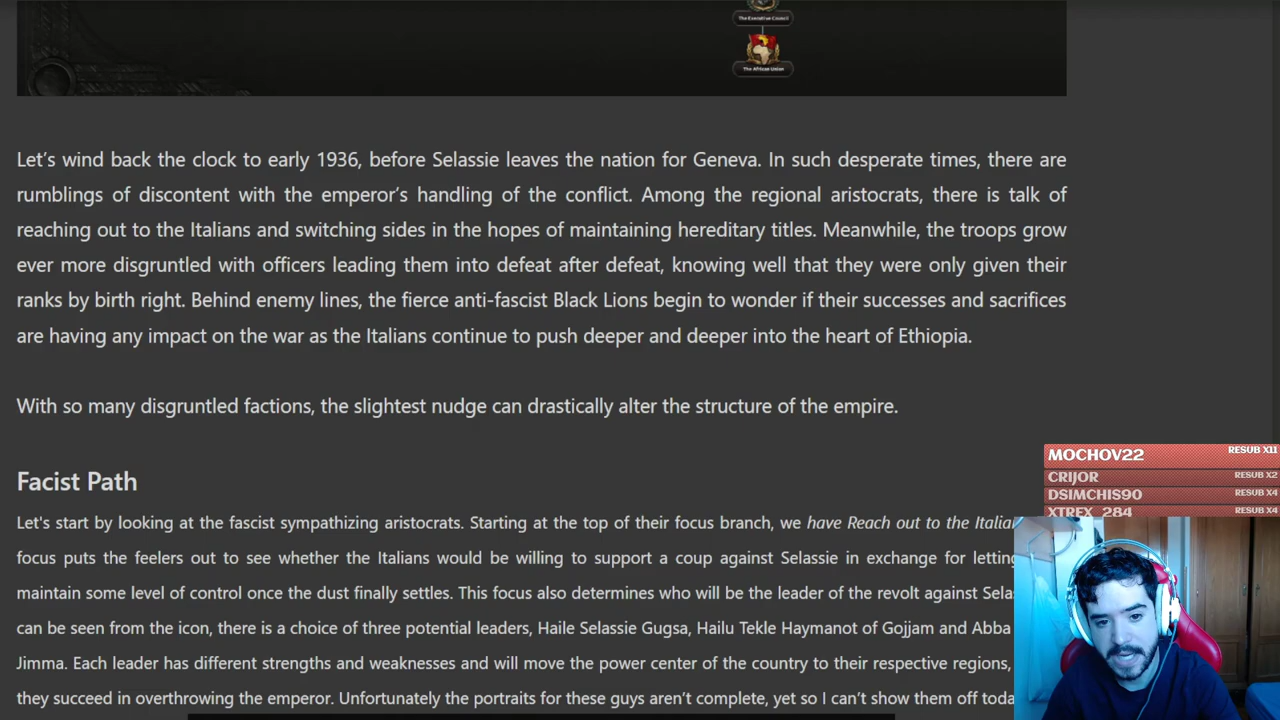 The Executive Council
The African Union
Let’s wind back the clock to early 1936, before Selassie leaves the nation for Geneva. In such desperate times, there are
rumblings of discontent with the emperor’s handling of the conflict. Among the regional aristocrats, there is talk of
reaching out to the Italians and switching sides in the hopes of maintaining hereditary titles. Meanwhile, the troops grow
ever more disgruntled with officers leading them into defeat after defeat, knowing well that they were only given their
ranks by birth right. Behind enemy lines, the fierce anti-fascist Black Lions begin to wonder if their successes and sacrifices
are having any impact on the war as the Italians continue to push deeper and deeper into the heart of Ethiopia.
With so many disgruntled factions, the slightest nudge can drastically alter the structure of the empire.
MOCHOV22 RESUB X11
CRIJOR RESUB X2
DSIMCHIS90 RESUB X4
XTREX_284 RESUB X4
Facist Path
Let's start by looking at the fascist sympathizing aristocrats. Starting at the top of their focus branch, we have Reach out to the
focus puts the feelers out to see whether the Italians would be willing to support a coup against Selassie in exchange for letting
maintain some level of control once the dust finally settles. This focus also determines who will be the leader of the revolt against
can be seen from the icon, there is a choice of three potential leaders, Haile Selassie Gugsa, Hailu Tekle Haymanot of Gojjam and Abba
Jimma. Each leader has different strengths and weaknesses and will move the power center of the country to their respective regions,
they succeed in overthrowing the emperor. Unfortunately the portraits for these guys aren’t complete, yet so I can’t show them off